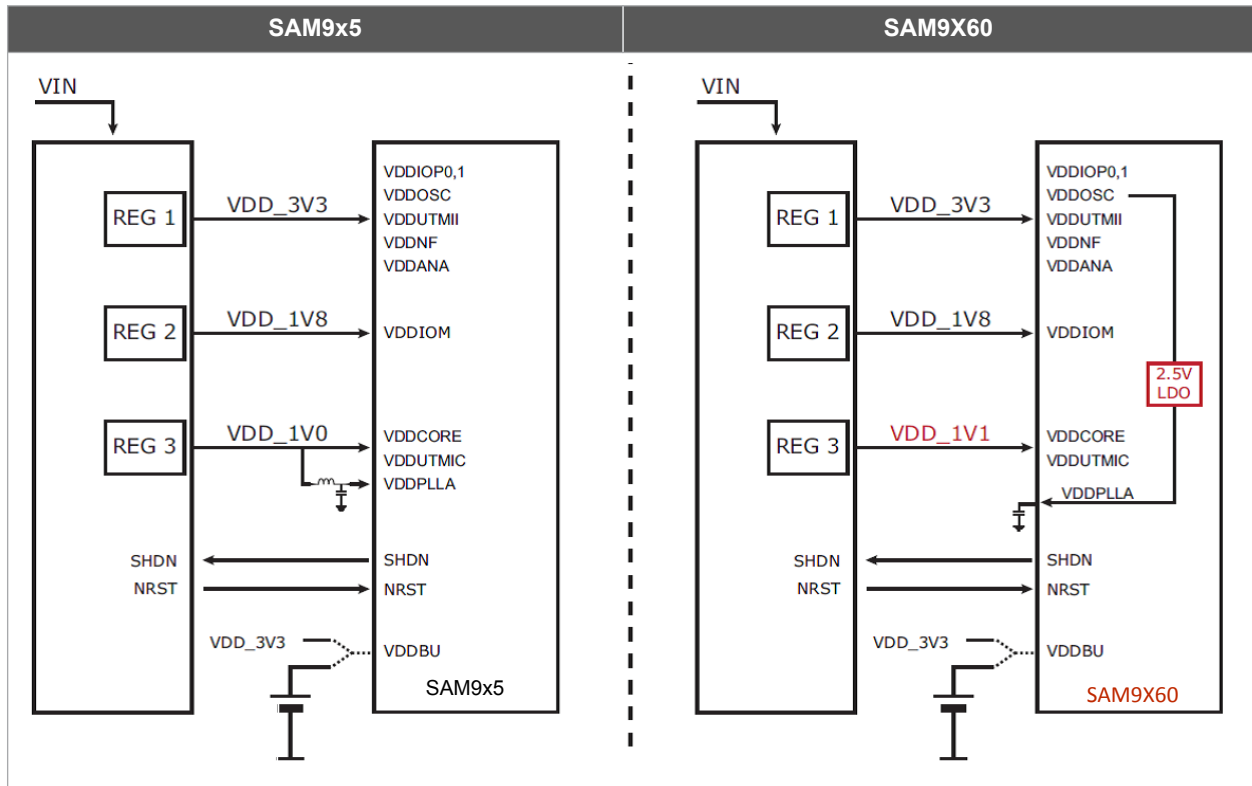 SAM9x5
VIN
REG 1
VDD_3V3
VDDIOP0,1
VDDOSC
VDDUTMII
VDDNF
VDDANA
REG 2
VDD_1V8
VDDIOM
REG 3
VDD_1V0
VDDCORE
VDDUTMIC
VDDPLLA
SHDN
SHDN
NRST
NRST
VDD_3V3
VDDBU
SAM9x5
SAM9X60
VIN
REG 1
VDD_3V3
VDDIOP0,1
VDDOSC
VDDUTMII
VDDNF
VDDANA
REG 2
VDD_1V8
VDDIOM
2.5V
LDO
REG 3
VDD_1V1
VDDCORE
VDDUTMIC
VDDPLLA
SHDN
SHDN
NRST
NRST
VDD_3V3
VDDBU
SAM9X60